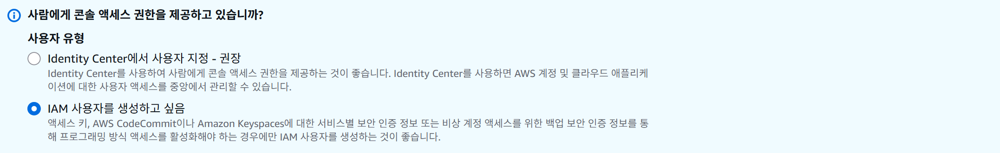 사람에게 콘솔 액세스 권한을 제공하고 있습니까?
사용자 유형
Identity Center에서 사용자 지정 - 권장
Identity Center를 사용하여 사람에게 콘솔 액세스 권한을 제공하는 것이 좋습니다. Identity Center를 사용하면 AWS 계정 및 클라우드 애플리케
이션에 대한 사용자 액세스를 중앙에서 관리할 수 있습니다.
IAM 사용자를 생성하고 싶음
액세스 키, AWS CodeCommit이나 Amazon Keyspaces에 대한 서비스별 보안 인증 정보 또는 비상 계정 액세스를 위한 백업 보안 인증 정보를 통
해 프로그래밍 방식 액세스를 활성화해야 하는 경우에만 IAM 사용자를 생성하는 것이 좋습니다.